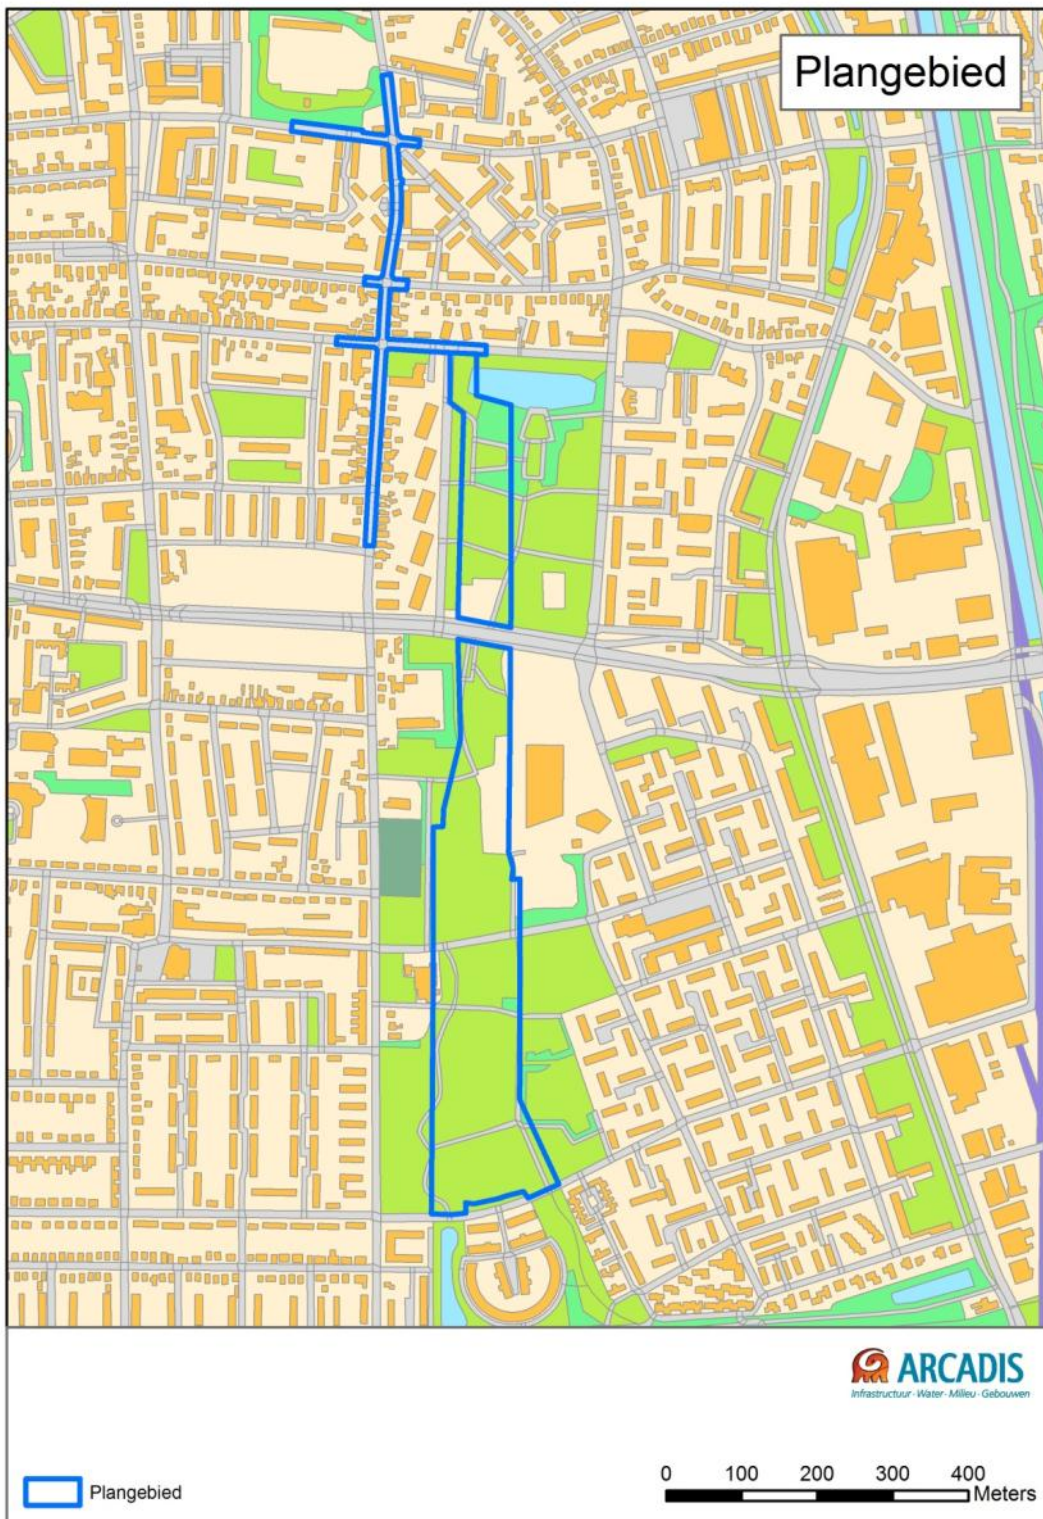 Plangebied
ARCADIS
Infrastructuur · Water · Milieu · Gebouwen
Plangebied
0 100 200 300 400
Meters